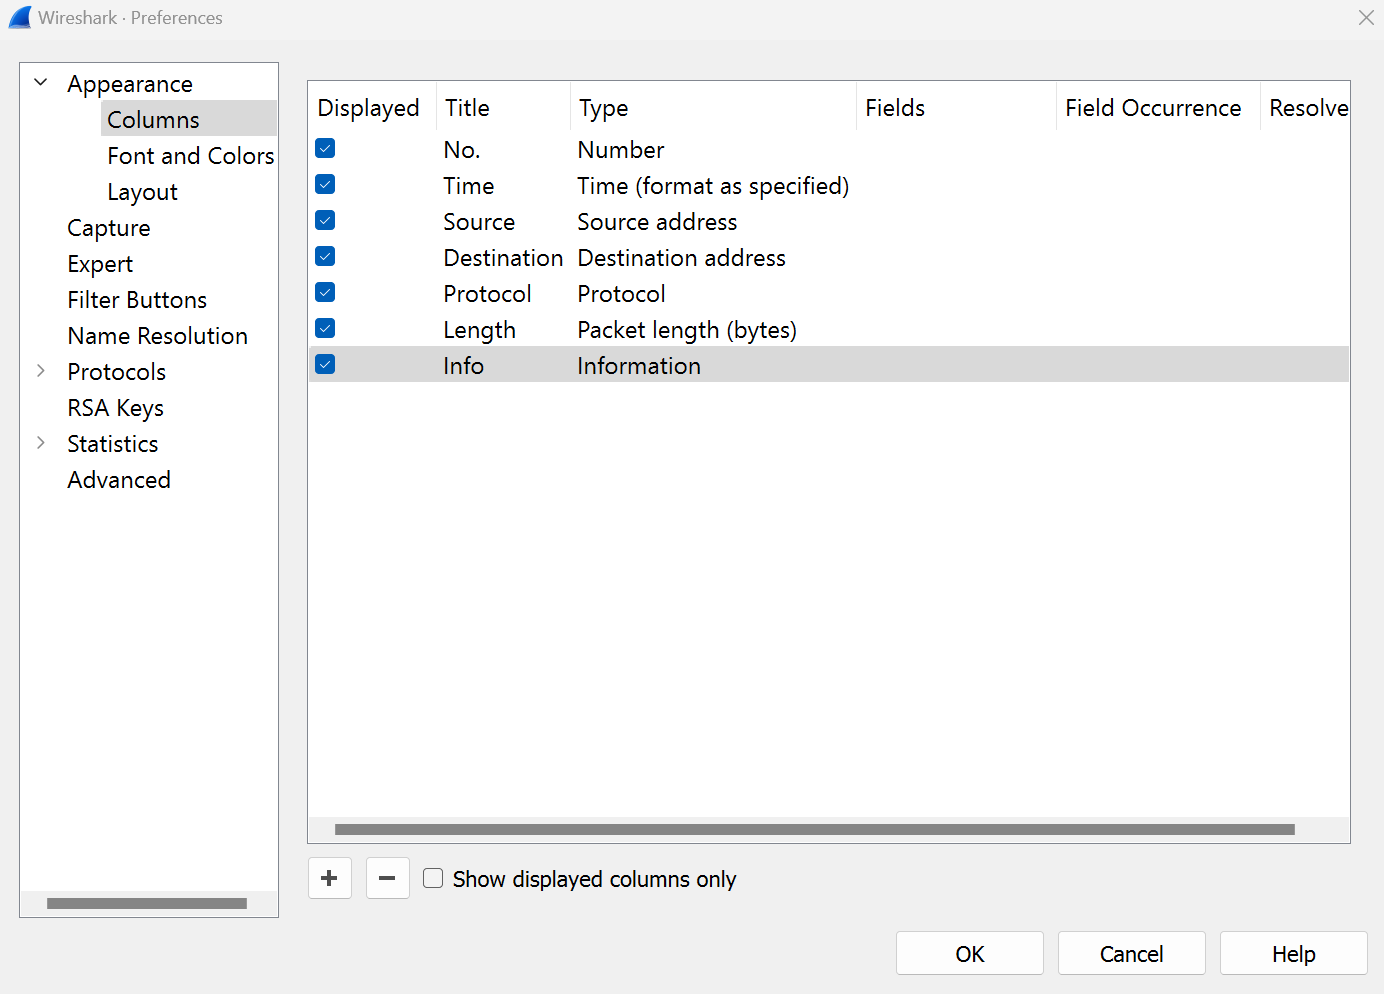 Wireshark · Preferences
Appearance
Columns
Font and Colors
Layout
Capture
Expert
Filter Buttons
Name Resolution
Protocols
RSA Keys
Statistics
Advanced
Displayed Title Type Fields Field Occurrence Resolve
No. Number
Time Time (format as specified)
Source Source address
Destination Destination address
Protocol Protocol
Length Packet length (bytes)
Info Information
Show displayed columns only
OK Cancel Help